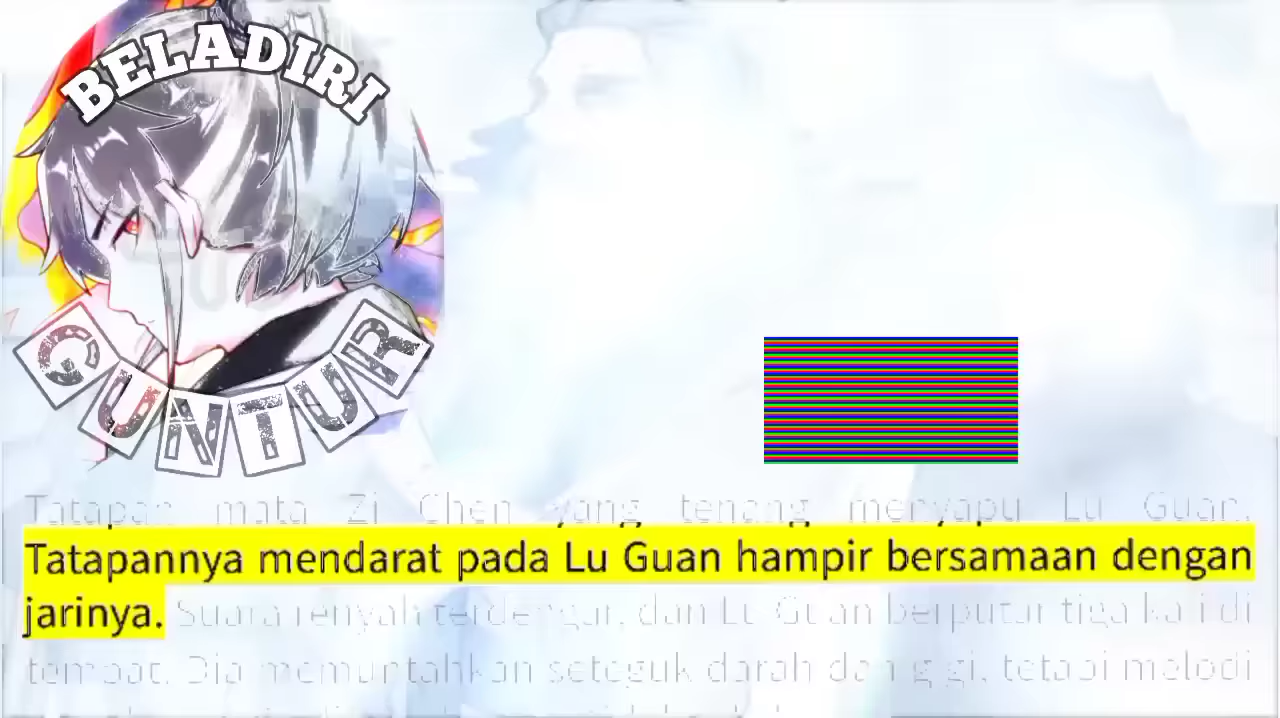 BELADIRI
GUNTUR
Tatapan mata Zi Chen yang tenang menyapu Lu Guan.
Tatapannya mendarat pada Lu Guan hampir bersamaan dengan
jarinya. Suara renyah terdengar, dan Lu Guan berputar tiga kali di
tempat. Dia memuntahkan seteguk darah dan gigi, tetapi melodi